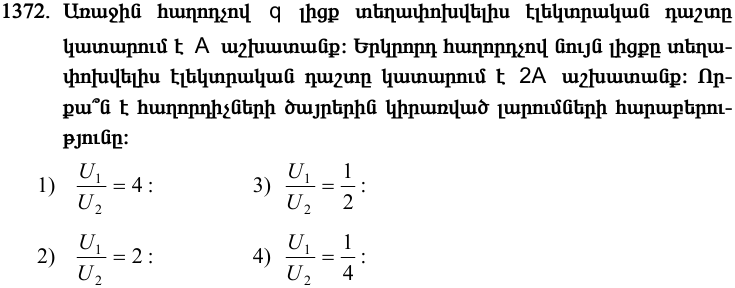 1372. Առաջին հաղորդչով q լիցք տեղափոխվելիս էլեկտրական դաշտը
կատարում է A աշխատանք: Երկրորդ հաղորդչով նույն լիցքը տեղա-
փոխվելիս էլեկտրական դաշտը կատարում է 2A աշխատանք: Որ-
քա՞ն է հաղորդիչների ծայրերին կիրառված լարումների հարաբերու-
թյունը:
1) U₁/U₂ = 4 : 3) U₁/U₂ = 1/2 :
2) U₁/U₂ = 2 : 4) U₁/U₂ = 1/4 :